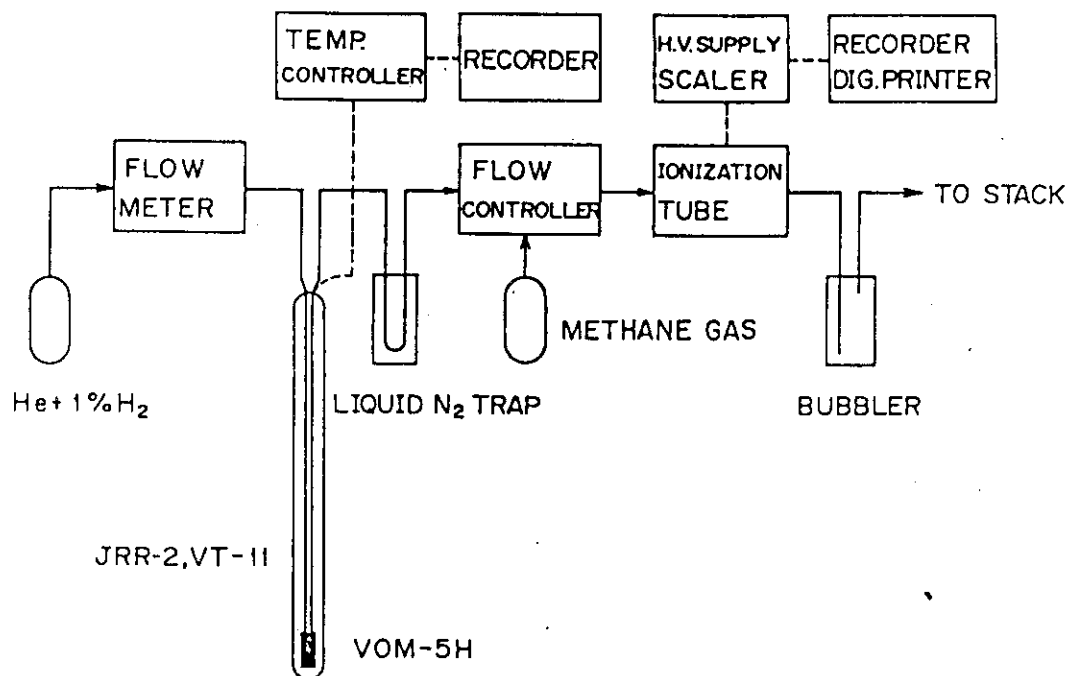 TEMP.
CONTROLLER
RECORDER
H.V. SUPPLY
SCALER
RECORDER
DIG. PRINTER
FLOW
METER
FLOW
CONTROLLER
IONIZATION
TUBE
TO STACK
METHANE GAS
He+ 1%H₂
LIQUID N₂ TRAP
BUBBLER
JRR-2, VT-11
VOM-5H